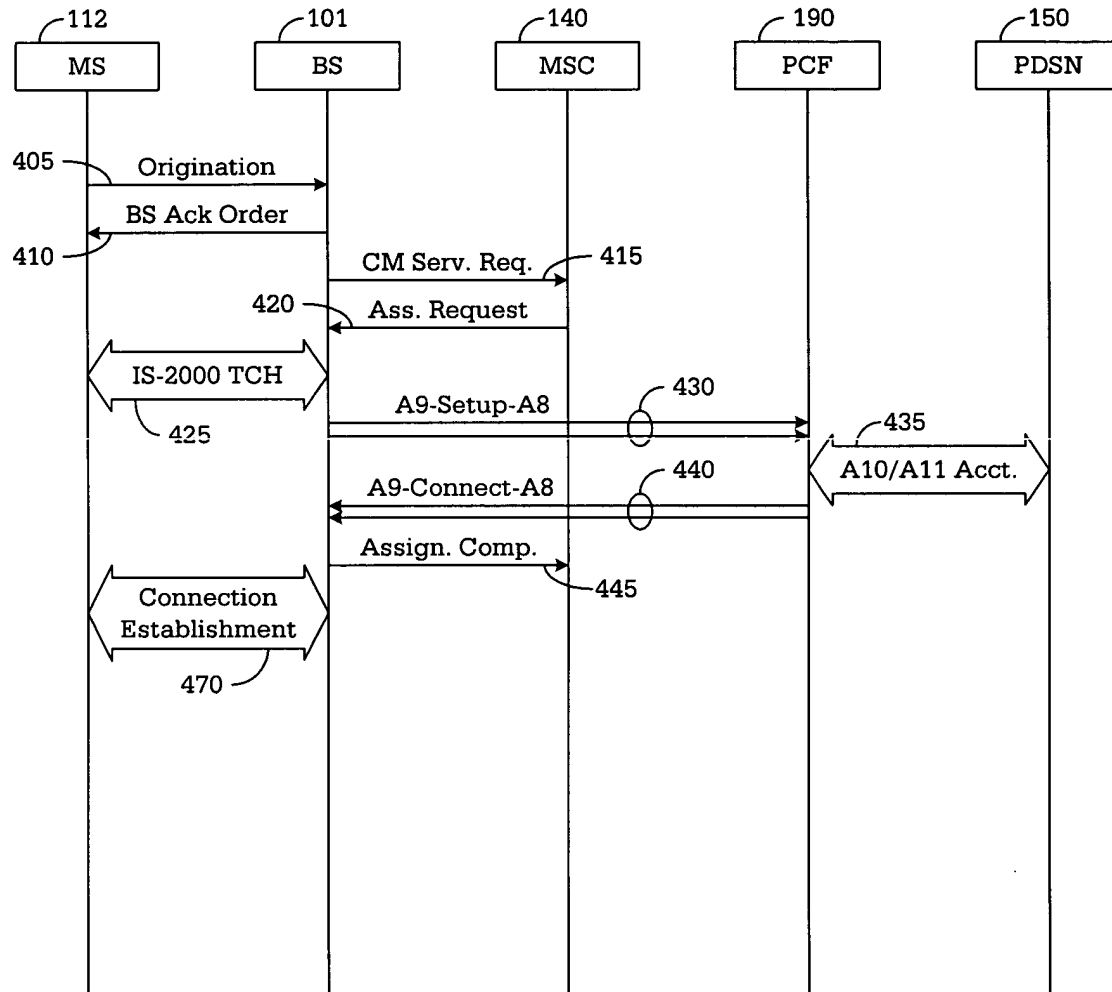 112
101
140
190
150
MS
BS
MSC
PCF
PDSN
405
Origination
BS Ack Order
410
CM Serv. Req.
415
420
Ass. Request
IS-2000 TCH
425
A9-Setup-A8
430
435
A10/A11 Acct.
A9-Connect-A8
440
Assign. Comp.
445
Connection
Establishment
470